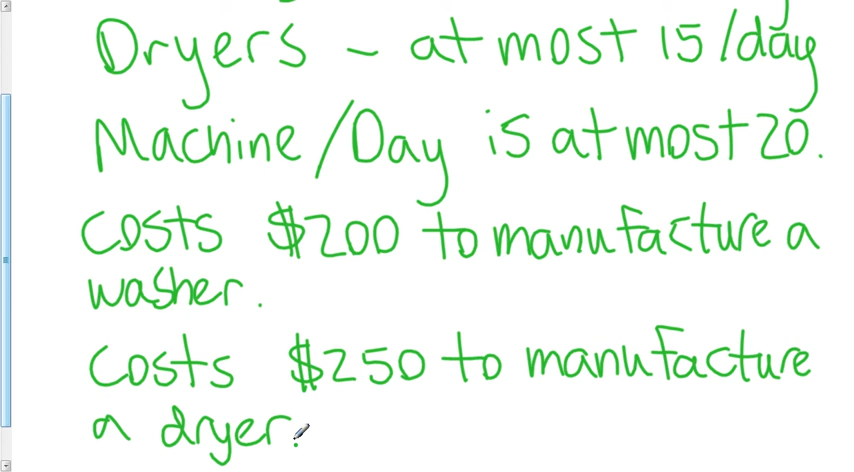 Dryers - at most 15/day
Machine/Day is at most 20.
Costs $200 to manufacture a
washer.
Costs $250 to manufacture
a dryer.